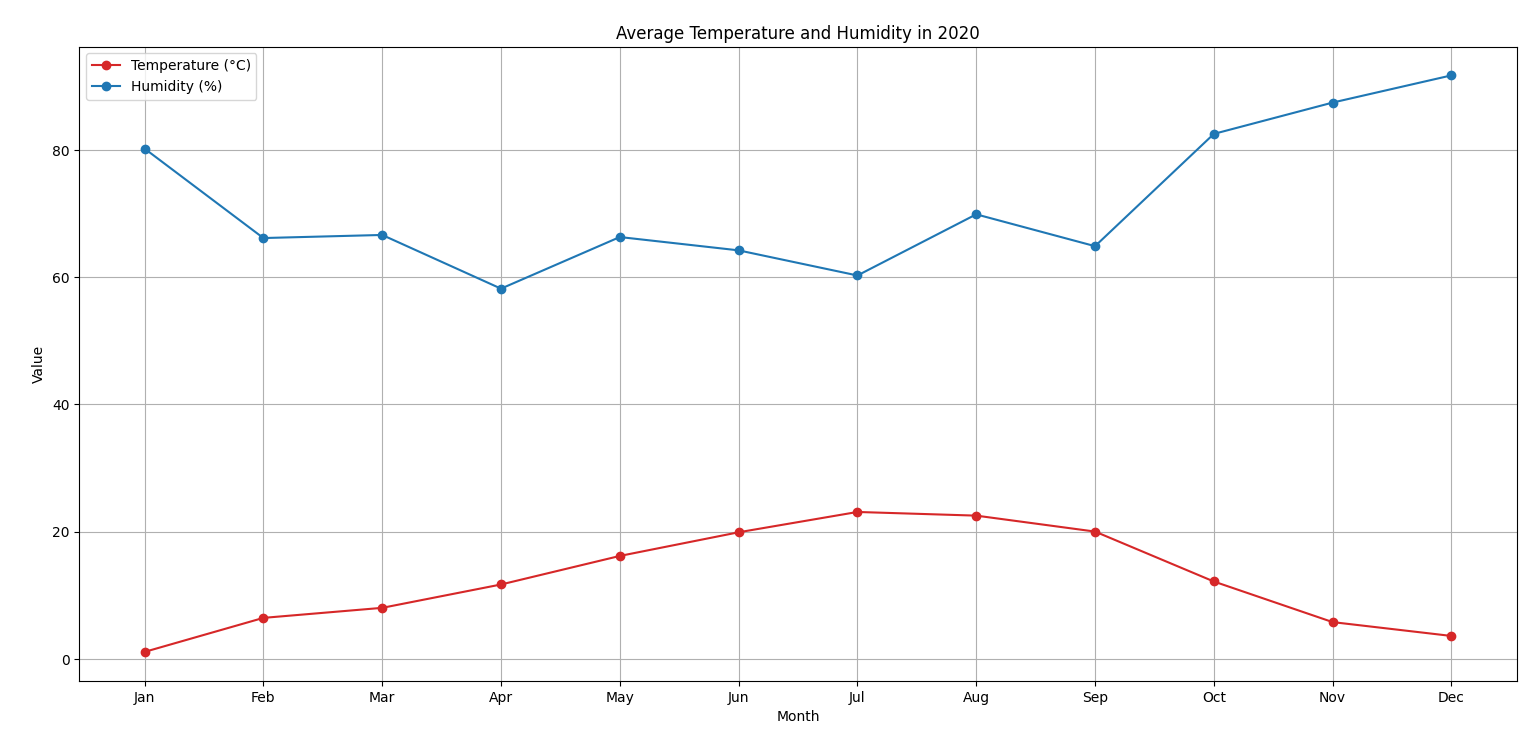 Average Temperature and Humidity in 2020
Temperature (°C)
Humidity (%)
80
60
40
20
0
Value
Jan Feb Mar Apr May Jun Jul Aug Sep Oct Nov Dec
Month